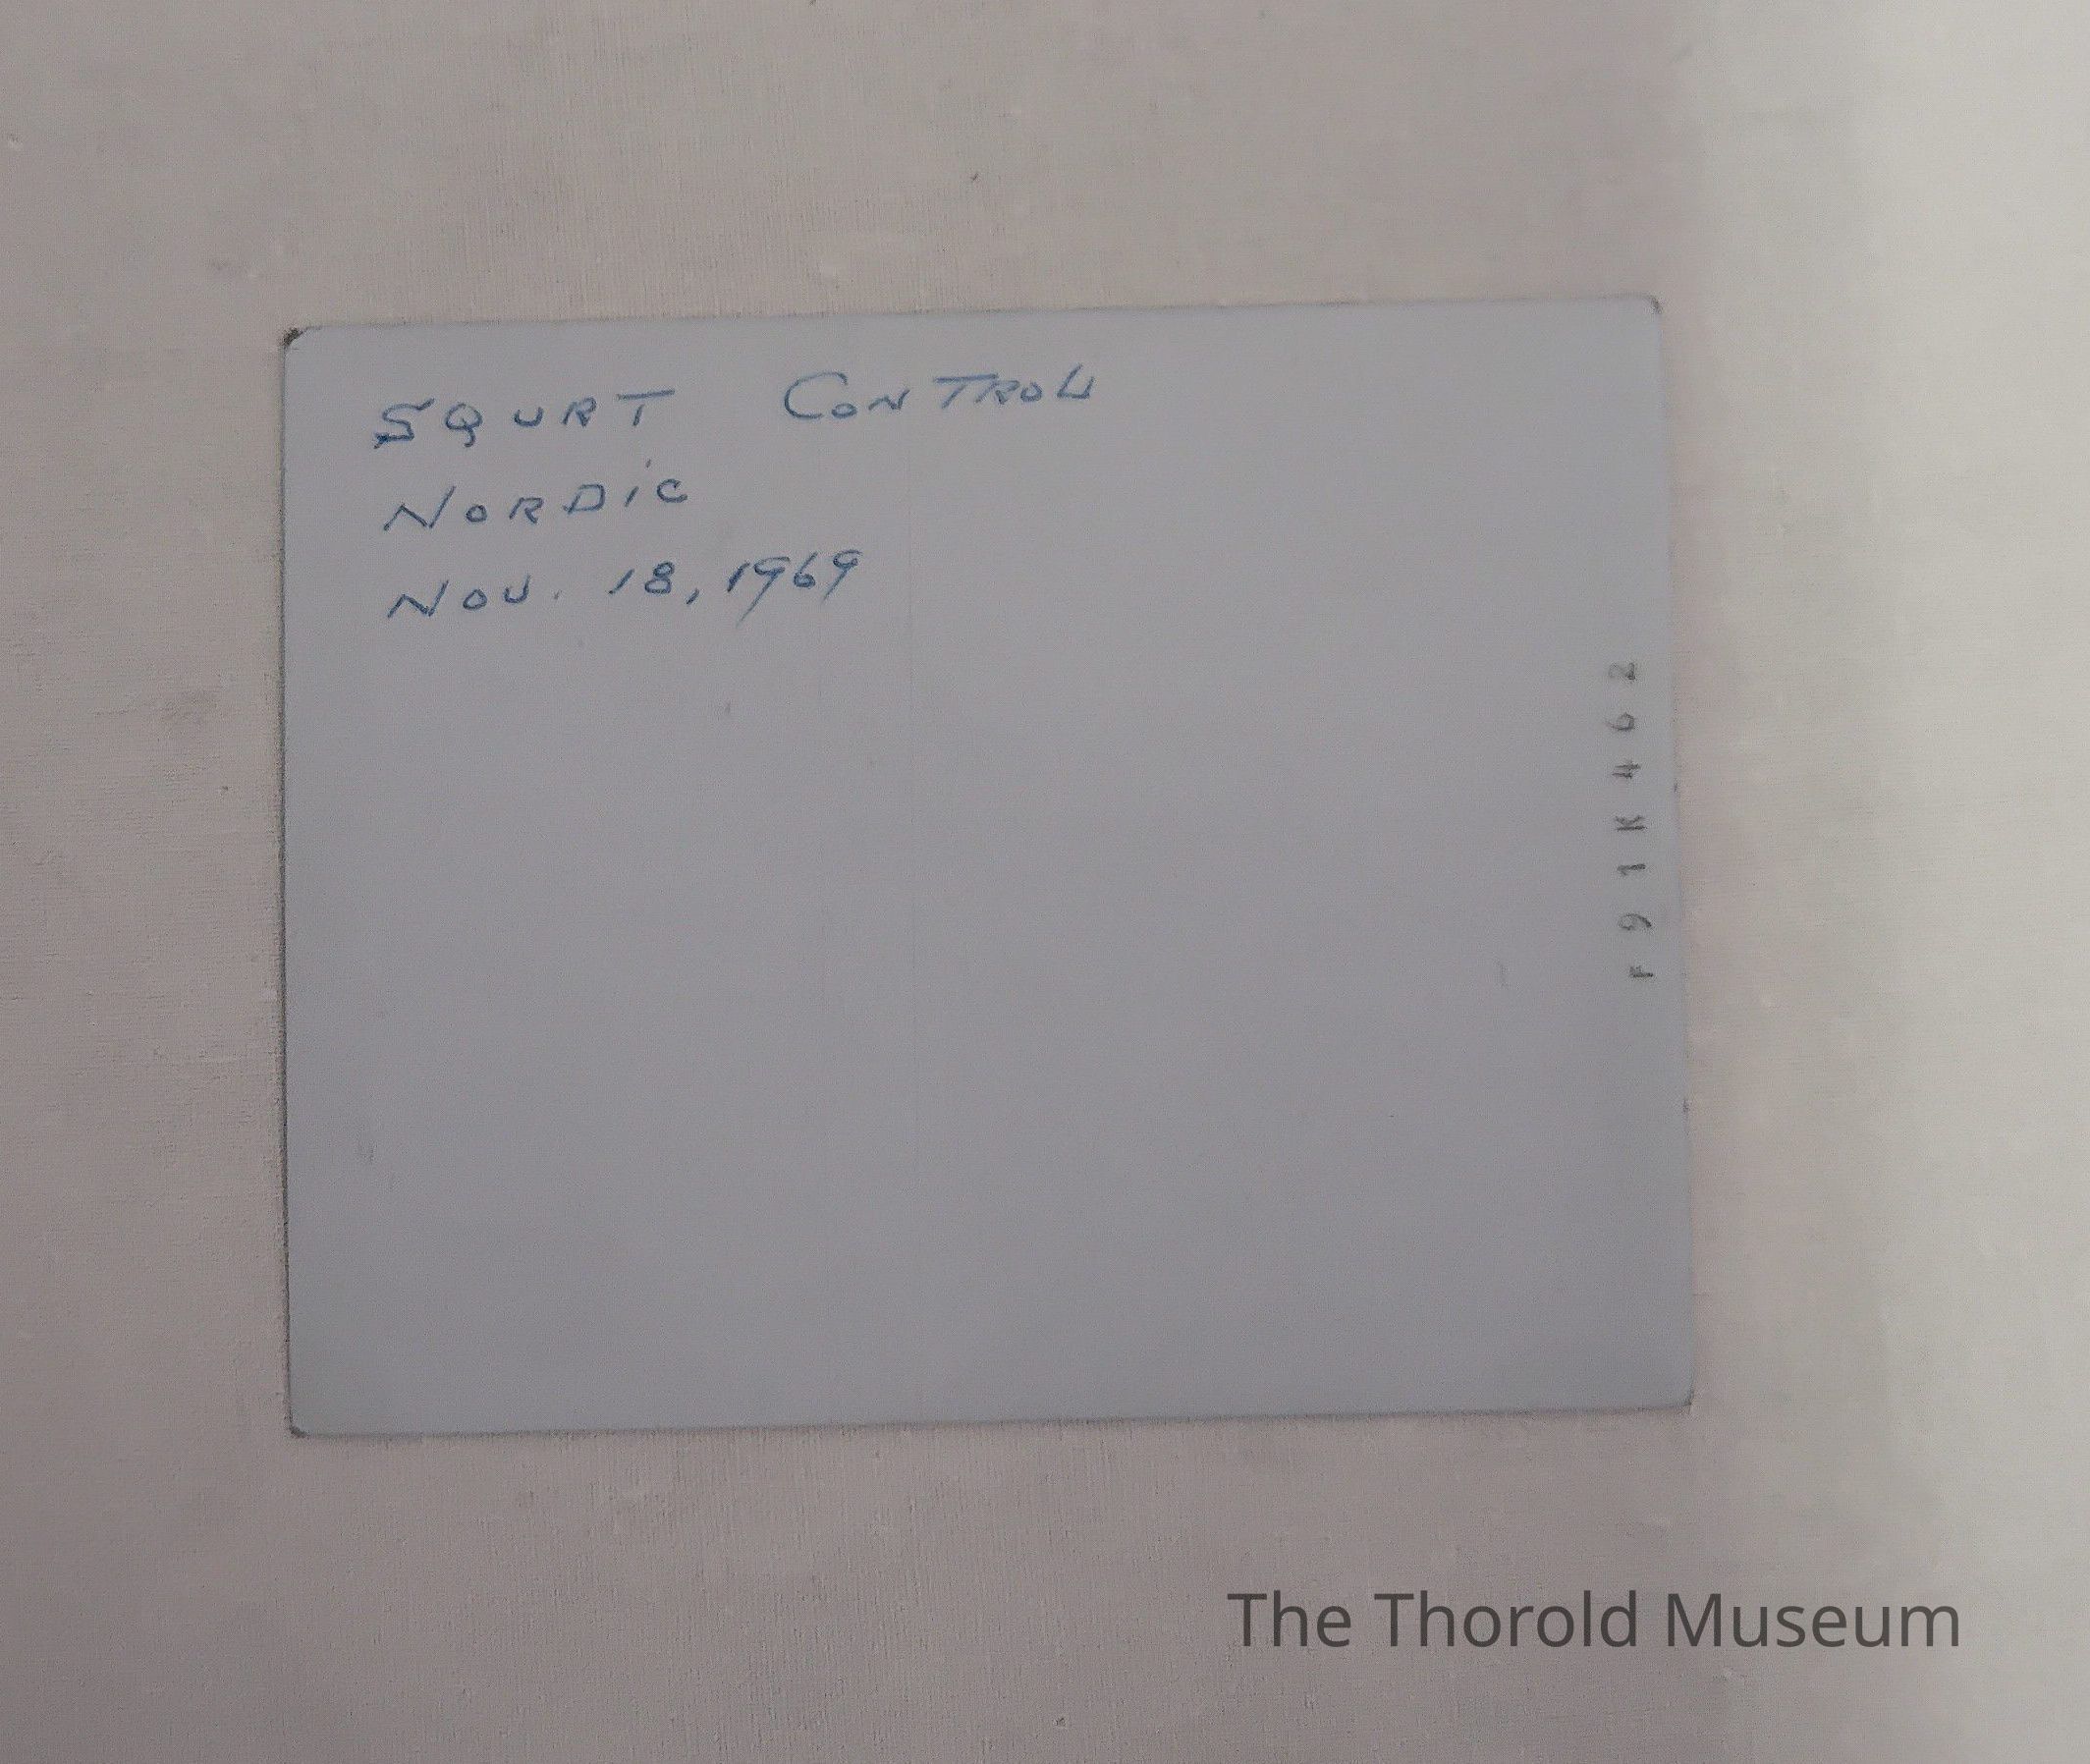 SQURT CONTROL
NORDiC
NOV. 18, 1969
F91K462
The Thorold Museum